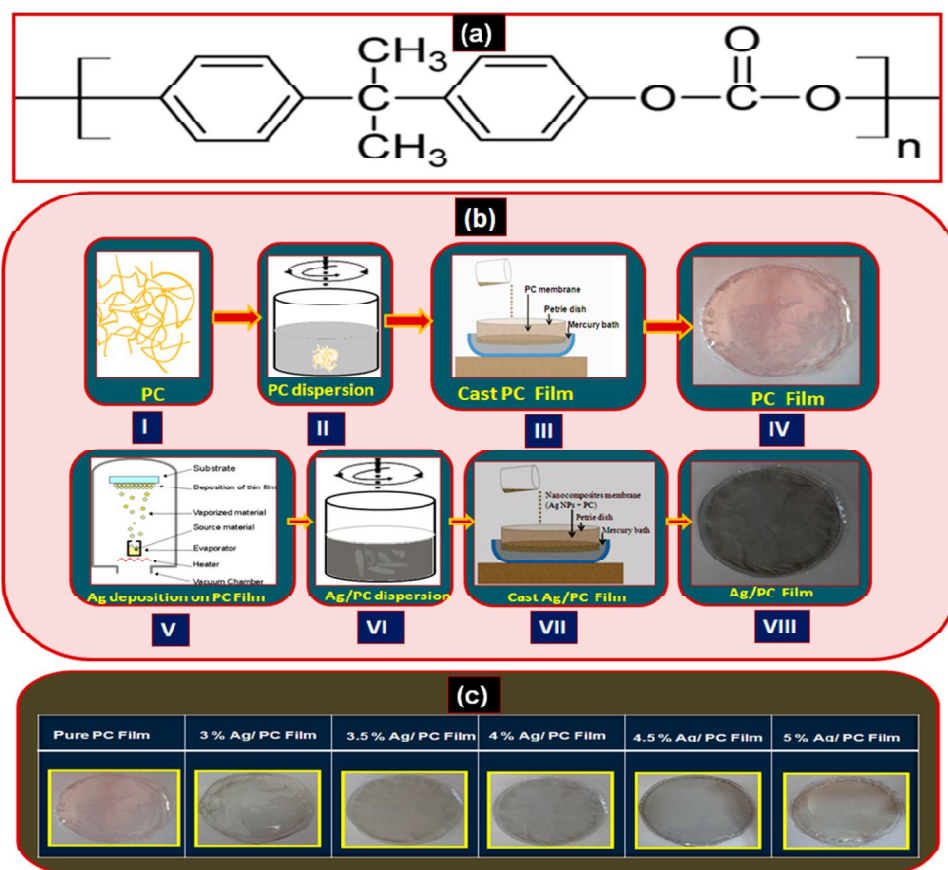 (a)
CH3
O
C
O
C
O
CH3
n
(b)
PC
PC dispersion
PC membrane
Petrie dish
Mercury bath
Cast PC Film
PC Film
I
II
III
IV
Substrate
Deposition of thin film
Vaporized material
Source material
Evaporator
Heater
Vacuum Chamber
Ag deposition on PC Film
Ag/PC dispersion
Nanocomposites membrane
(Ag NPs + PC)
Petrie dish
Mercury bath
Cast Ag/PC Film
Ag/PC Film
V
VI
VII
VIII
(c)
Pure PC Film
3 % Ag/ PC Film
3.5 % Ag/ PC Film
4 % Ag/ PC Film
4.5 % Ag/ PC Film
5 % Ag/ PC Film